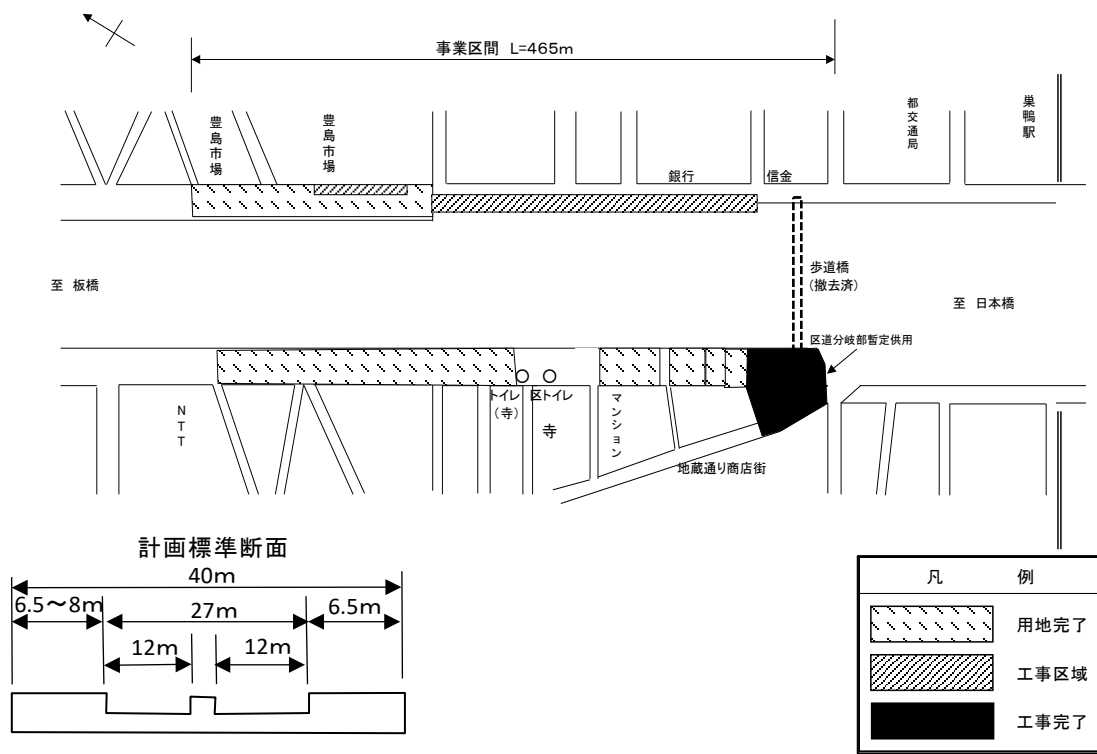 事業区間 L=465m
豊島市場
豊島市場
都交通局
巣鴨駅
銀行
信金
歩道橋
(撤去済)
至 板橋
至 日本橋
区道分岐部暫定供用
トイレ
(寺)
区トイレ
寺
マンション
NTT
地蔵通り商店街
計画標準断面
40m
6.5～8m
27m
6.5m
12m
12m
凡 例
用地完了
工事区域
工事完了